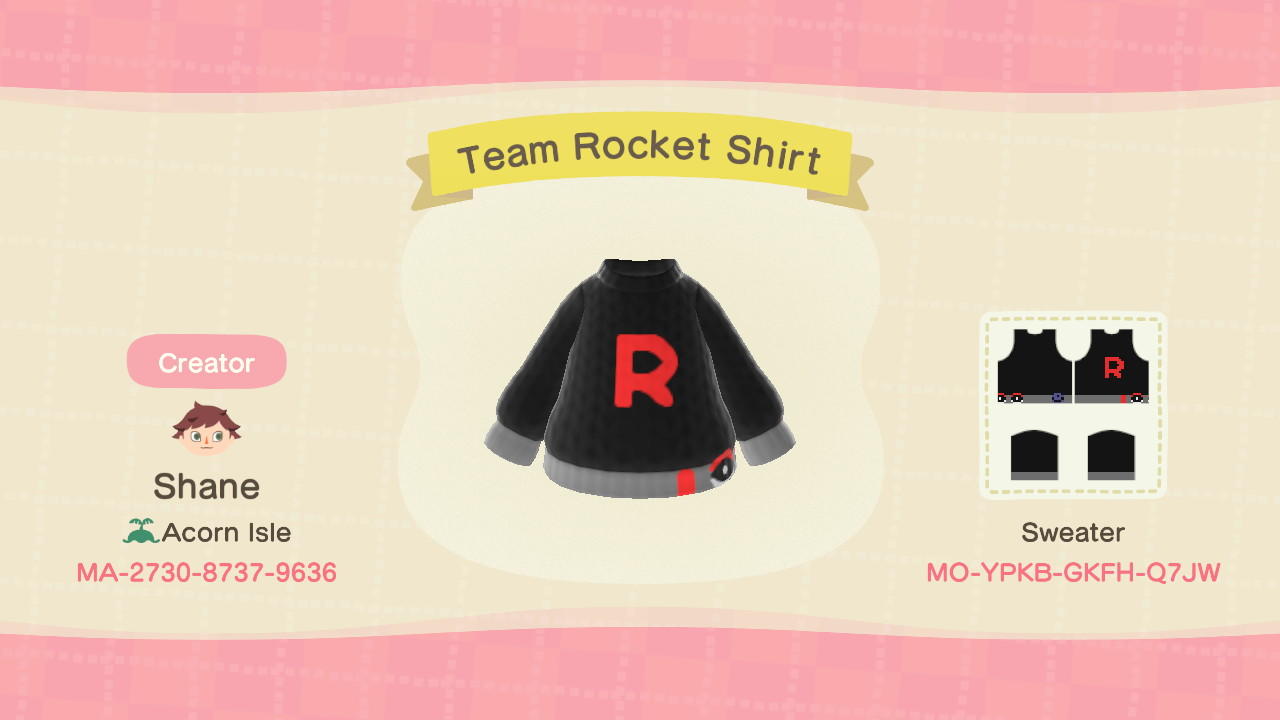 Team Rocket Shirt
R
R
Creator
Shane
Acorn Isle
MA-2730-8737-9636
Sweater
MO-YPKB-GKFH-Q7JW